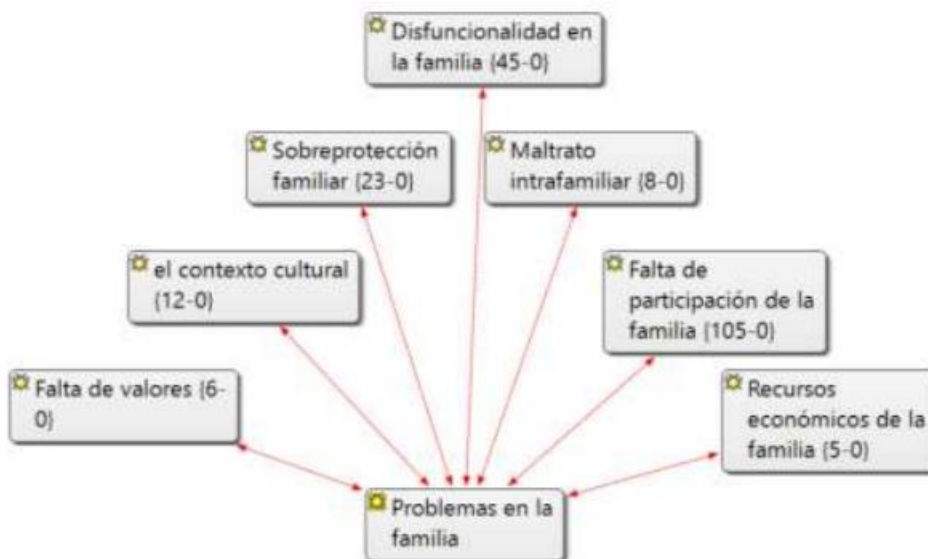 Disfuncionalidad en
la familia {45-0}
Sobreprotección
familiar {23-0}
Maltrato
intrafamiliar {8-0}
el contexto cultural
{12-0}
Falta de
participación de la
familia {105-0}
Falta de valores {6-
0}
Recursos
económicos de la
familia {5-0}
Problemas en la
familia